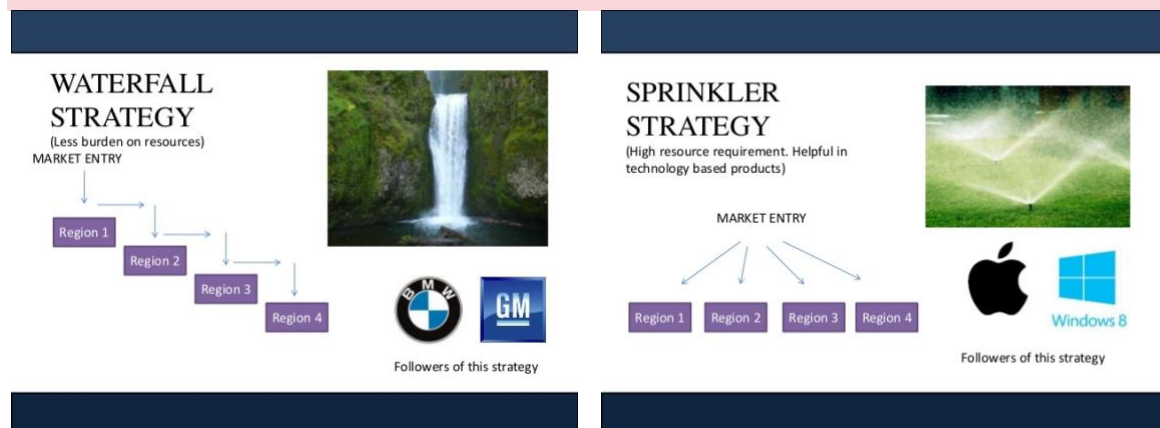 WATERFALL
STRATEGY
(Less burden on resources)
MARKET ENTRY
Region 1
Region 2
Region 3
Region 4
BMW
GM
Followers of this strategy
SPRINKLER
STRATEGY
(High resource requirement. Helpful in
technology based products)
MARKET ENTRY
Region 1 Region 2 Region 3 Region 4
Windows 8
Followers of this strategy